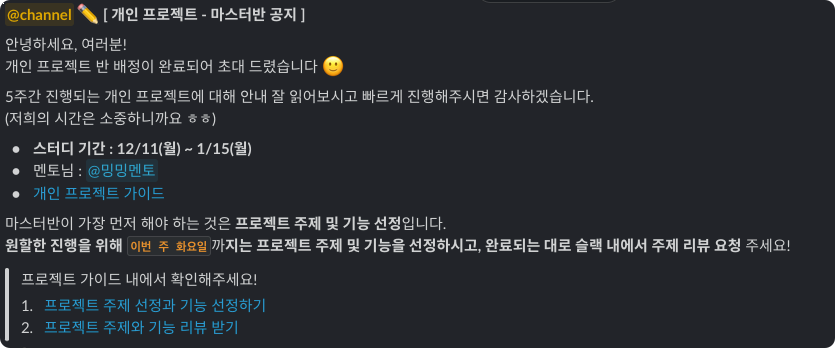 @channel ✏️ [ 개인 프로젝트 - 마스터반 공지 ]
안녕하세요, 여러분!
개인 프로젝트 반 배정이 완료되어 초대 드렸습니다 🙂
5주간 진행되는 개인 프로젝트에 대해 안내 잘 읽어보시고 빠르게 진행해주시면 감사하겠습니다.
(저희의 시간은 소중하니까요 ㅎㅎ)
• 스터디 기간 : 12/11(월) ~ 1/15(월)
• 멘토님 : @밍밍멘토
• 개인 프로젝트 가이드
마스터반이 가장 먼저 해야 하는 것은 프로젝트 주제 및 기능 선정입니다.
원할한 진행을 위해 이번 주 화요일까지는 프로젝트 주제 및 기능을 선정하시고, 완료되는 대로 슬랙 내에서 주제 리뷰 요청 주세요!
프로젝트 가이드 내에서 확인해주세요!
1. 프로젝트 주제 선정과 기능 선정하기
2. 프로젝트 주제와 기능 리뷰 받기